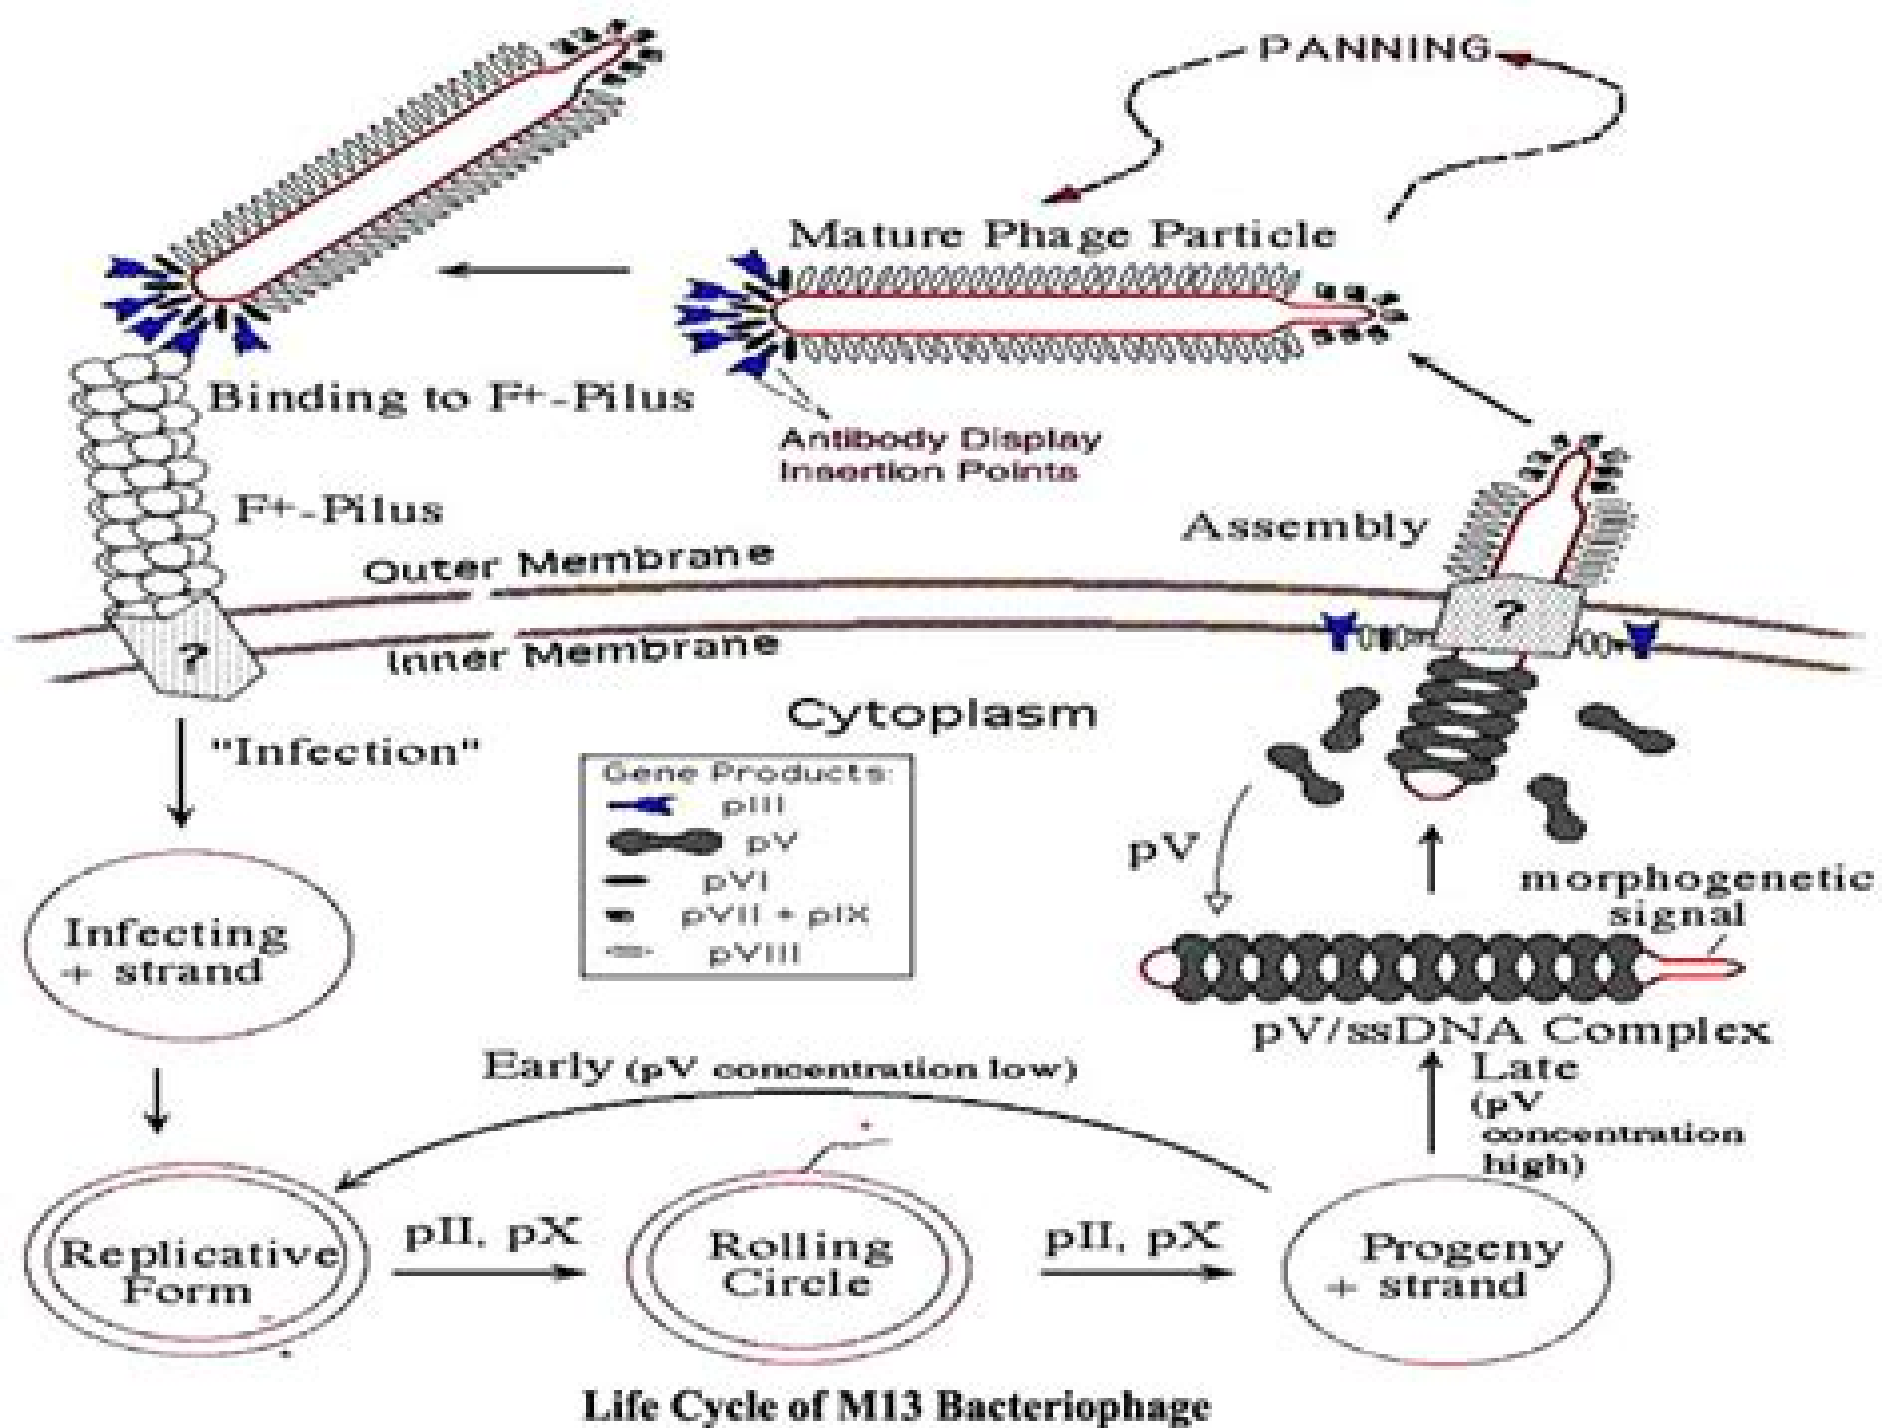 PANNING
Mature Phage Particle
Binding to F+-Pilus
Antibody Display
Insertion Points
F+-Pilus
Assembly
Outer Membrane
?
?
Inner Membrane
Cytoplasm
"Infection"
Gene Products:
pIII
pV
pVI
pVII + pIX
pVIII
pV
morphogenetic
signal
Infecting
+ strand
pV/ssDNA Complex
Early (pV concentration low)
Late
(pV
concentration
high)
Replicative
Form
pII, pX
Rolling
Circle
pII, pX
Progeny
+ strand
Life Cycle of M13 Bacteriophage